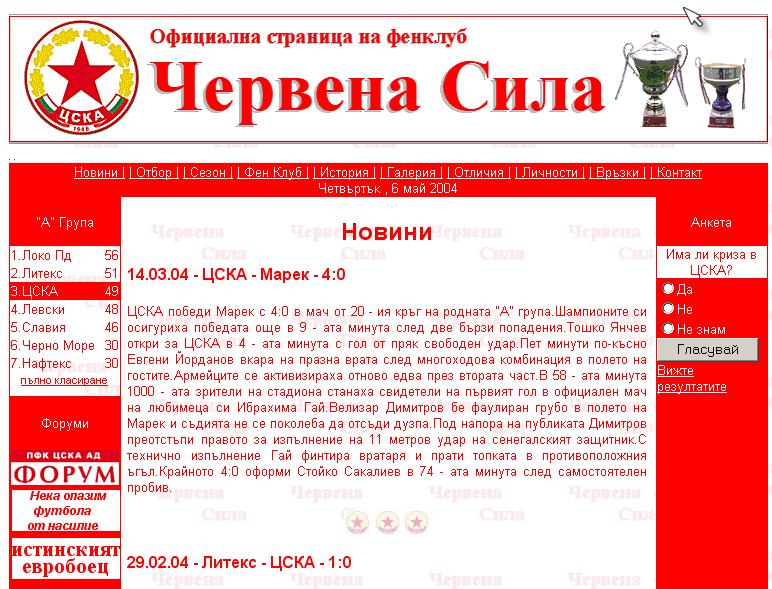 Официална страница на фенклуб
Червена Сила
ЦСКА
1948
. .
Новини | | Отбор | | Сезон | | Фен Клуб | | История | | Галерия | | Отличия | | Личности | | Връзки | | Контакт
Четвъртък , 6 май 2004
"А" Група
1.Локо Пд 56
2.Литекс 51
3.ЦСКА 49
4.Левски 48
5.Славия 46
6.Черно Море 30
7.Нафтекс 30
пълно класиране
Форуми
ПФК ЦСКА АД
ФОРУМ
Нека опазим
футбола
от насилие
истинският
евробоец
Новини
14.03.04 - ЦСКА - Марек - 4:0
ЦСКА победи Марек с 4:0 в мач от 20 - ия кръг на родната "А" група.Шампионите си
осигуриха победата още в 9 - ата минута след две бързи попадения.Тошко Янчев
откри за ЦСКА в 4 - ата минута с гол от пряк свободен удар.Пет минути по-късно
Евгени Йорданов вкара на празна врата след многоходова комбинация в полето на
гостите.Армейците се активизираха отново едва през втората част.В 58 - ата минута
1000 - ата зрители на стадиона станаха свидетели на първият гол в официален мач
на любимеца си Ибрахима Гай.Велизар Димитров бе фаулиран грубо в полето на
Марек и съдията не се поколеба да отсъди дузпа.Под напора на публиката Димитров
преотстъпи правото за изпълнение на 11 метров удар на сенегалският защитник.С
технично изпълнение Гай финтира вратаря и прати топката в противоположния
ъгъл.Крайното 4:0 оформи Стойко Сакалиев в 74 - ата минута след самостоятелен
пробив.
29.02.04 - Литекс - ЦСКА - 1:0
Анкета
Има ли криза в
ЦСКА?
Да
Не
Не знам
Гласувай
Вижте
резултатите